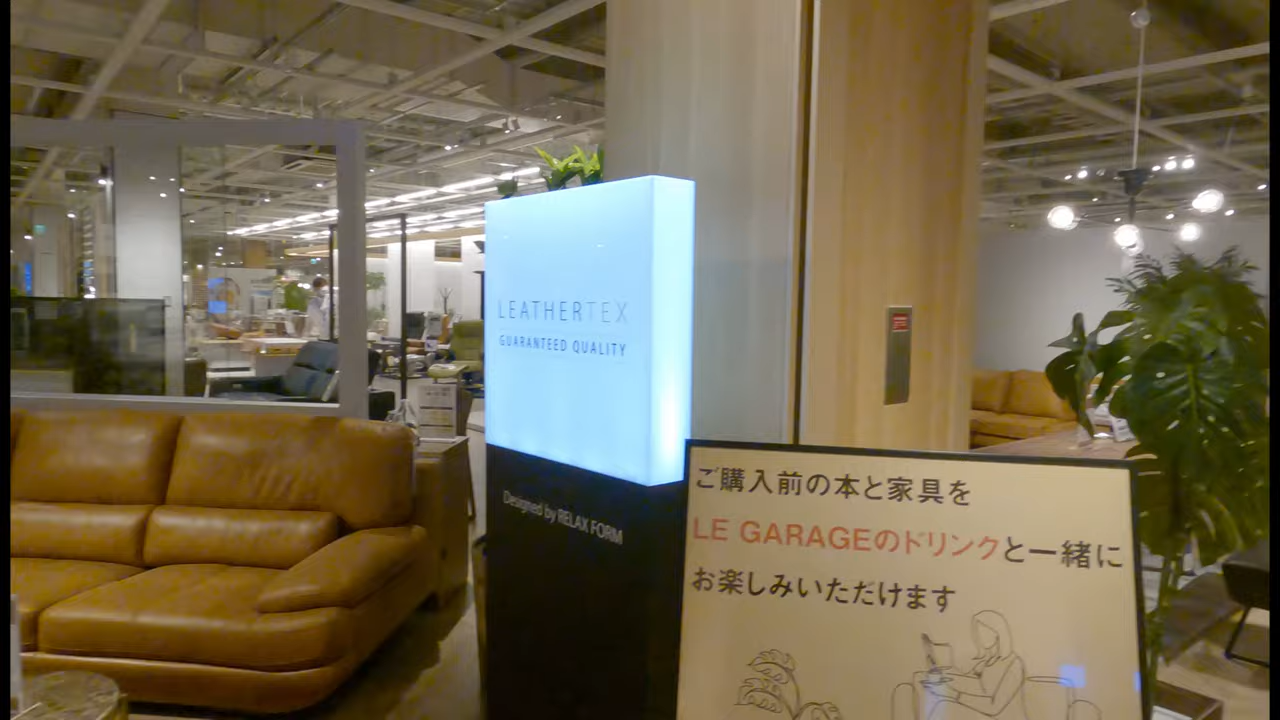 LEATHERTEX
GUARANTEED QUALITY
Designed by RELAX FORM
ご購入前の本と家具を
LE GARAGEのドリンクと一緒に
お楽しみいただけます